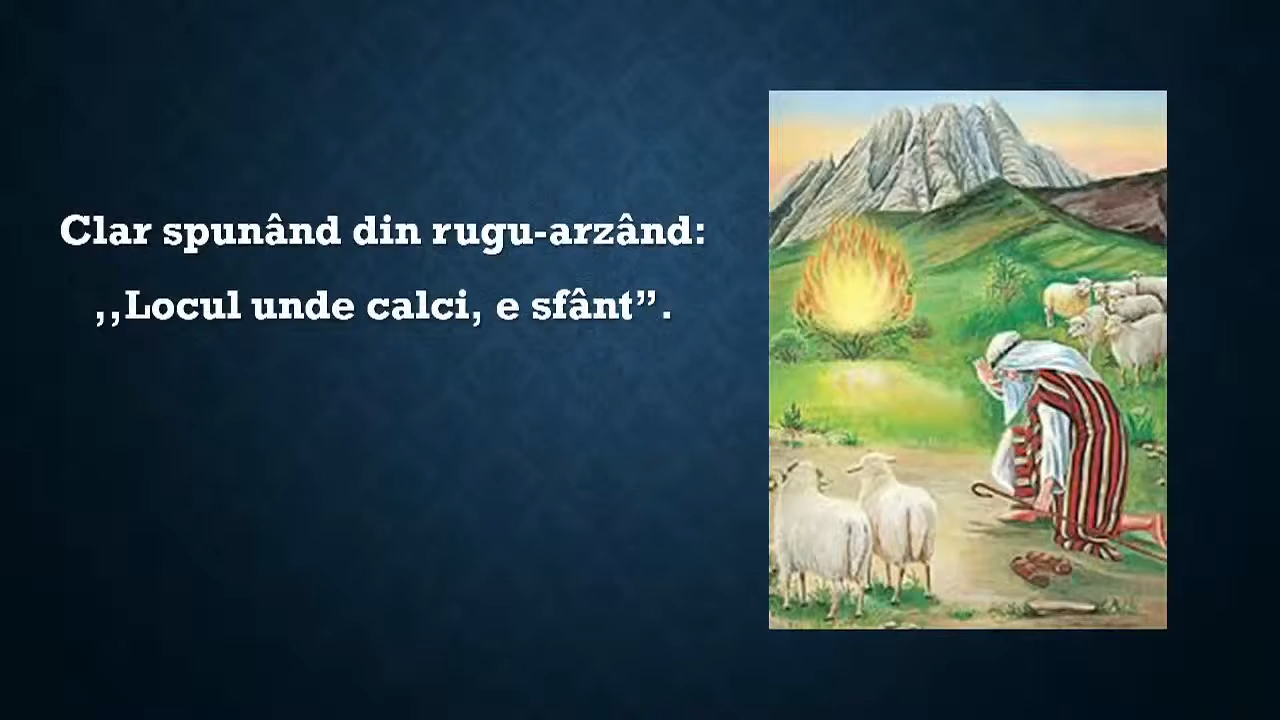 Clar spunând din rugu-arzând:
,,Locul unde calci, e sfânt”.